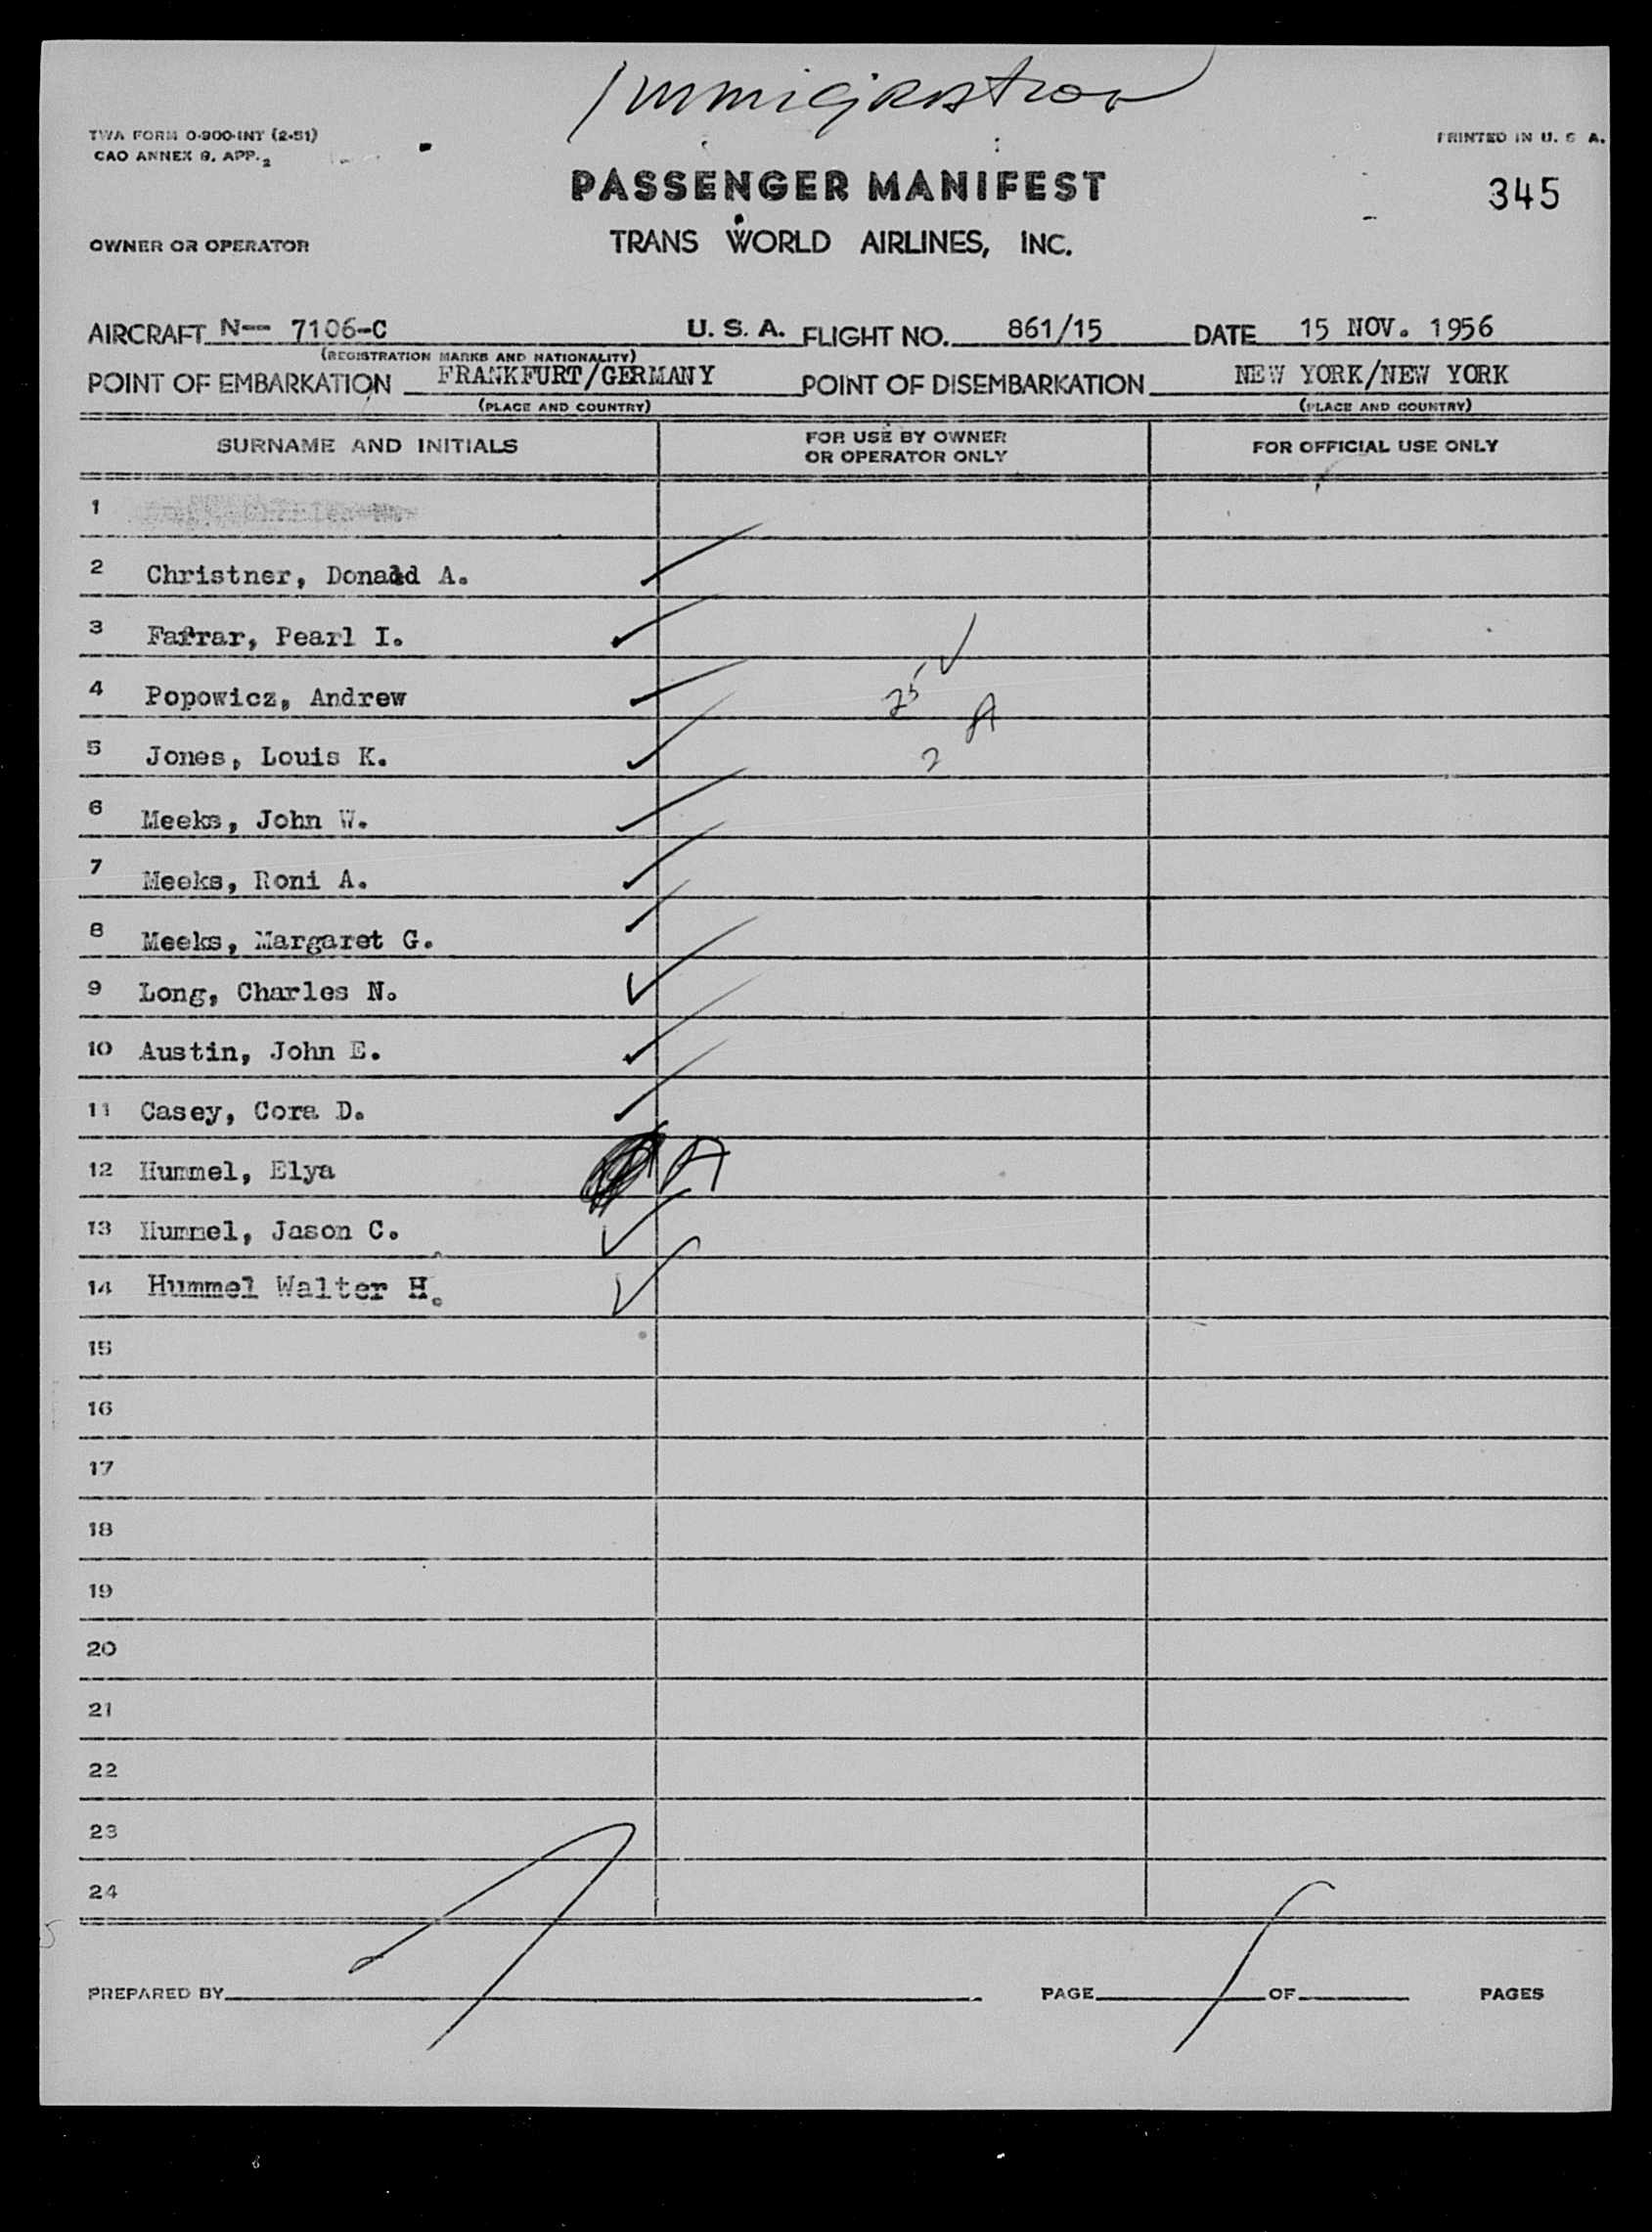 Immigration
TWA FORM O-900-INT (2-51)
CAO ANNEX 9, APP. 2
PRINTED IN U. S. A.
PASSENGER MANIFEST
345
OWNER OR OPERATOR
TRANS WORLD AIRLINES, INC.
AIRCRAFT N-- 7106-C U. S. A. FLIGHT NO. 861/15 DATE 15 NOV. 1956
(REGISTRATION MARKS AND NATIONALITY)
POINT OF EMBARKATION FRANKFURT/GERMANY POINT OF DISEMBARKATION NEW YORK/NEW YORK
(PLACE AND COUNTRY) (PLACE AND COUNTRY)
SURNAME AND INITIALS FOR USE BY OWNER OR OPERATOR ONLY FOR OFFICIAL USE ONLY
1
2 Christner, Donald A. ✓
3 Farrar, Pearl I. ✓ ✓
4 Popowicz, Andrew ✓ 25 A
5 Jones, Louis K. ✓ 2
6 Meeks, John W. ✓
7 Meeks, Roni A. ✓
8 Meeks, Margaret G. ✓
9 Long, Charles N. ✓
10 Austin, John E. ✓
11 Casey, Cora D. ✓
12 Hummel, Elya A
13 Hummel, Jason C. ✓
14 Hummel Walter H. ✓
15
16
17
18
19
20
21
22
23
24
PREPARED BY PAGE OF PAGES